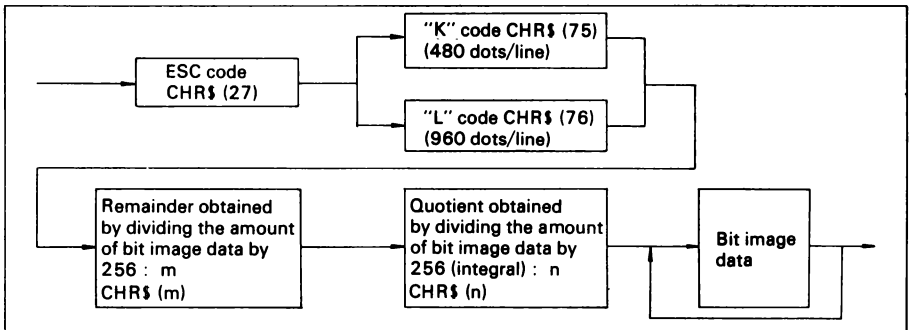 "K" code CHR$ (75)
(480 dots/line)
ESC code
CHR$ (27)
"L" code CHR$ (76)
(960 dots/line)
Remainder obtained
by dividing the amount
of bit image data by
256 : m
CHR$ (m)
Quotient obtained
by dividing the amount
of bit image data by
256 (integral) : n
CHR$ (n)
Bit image
data